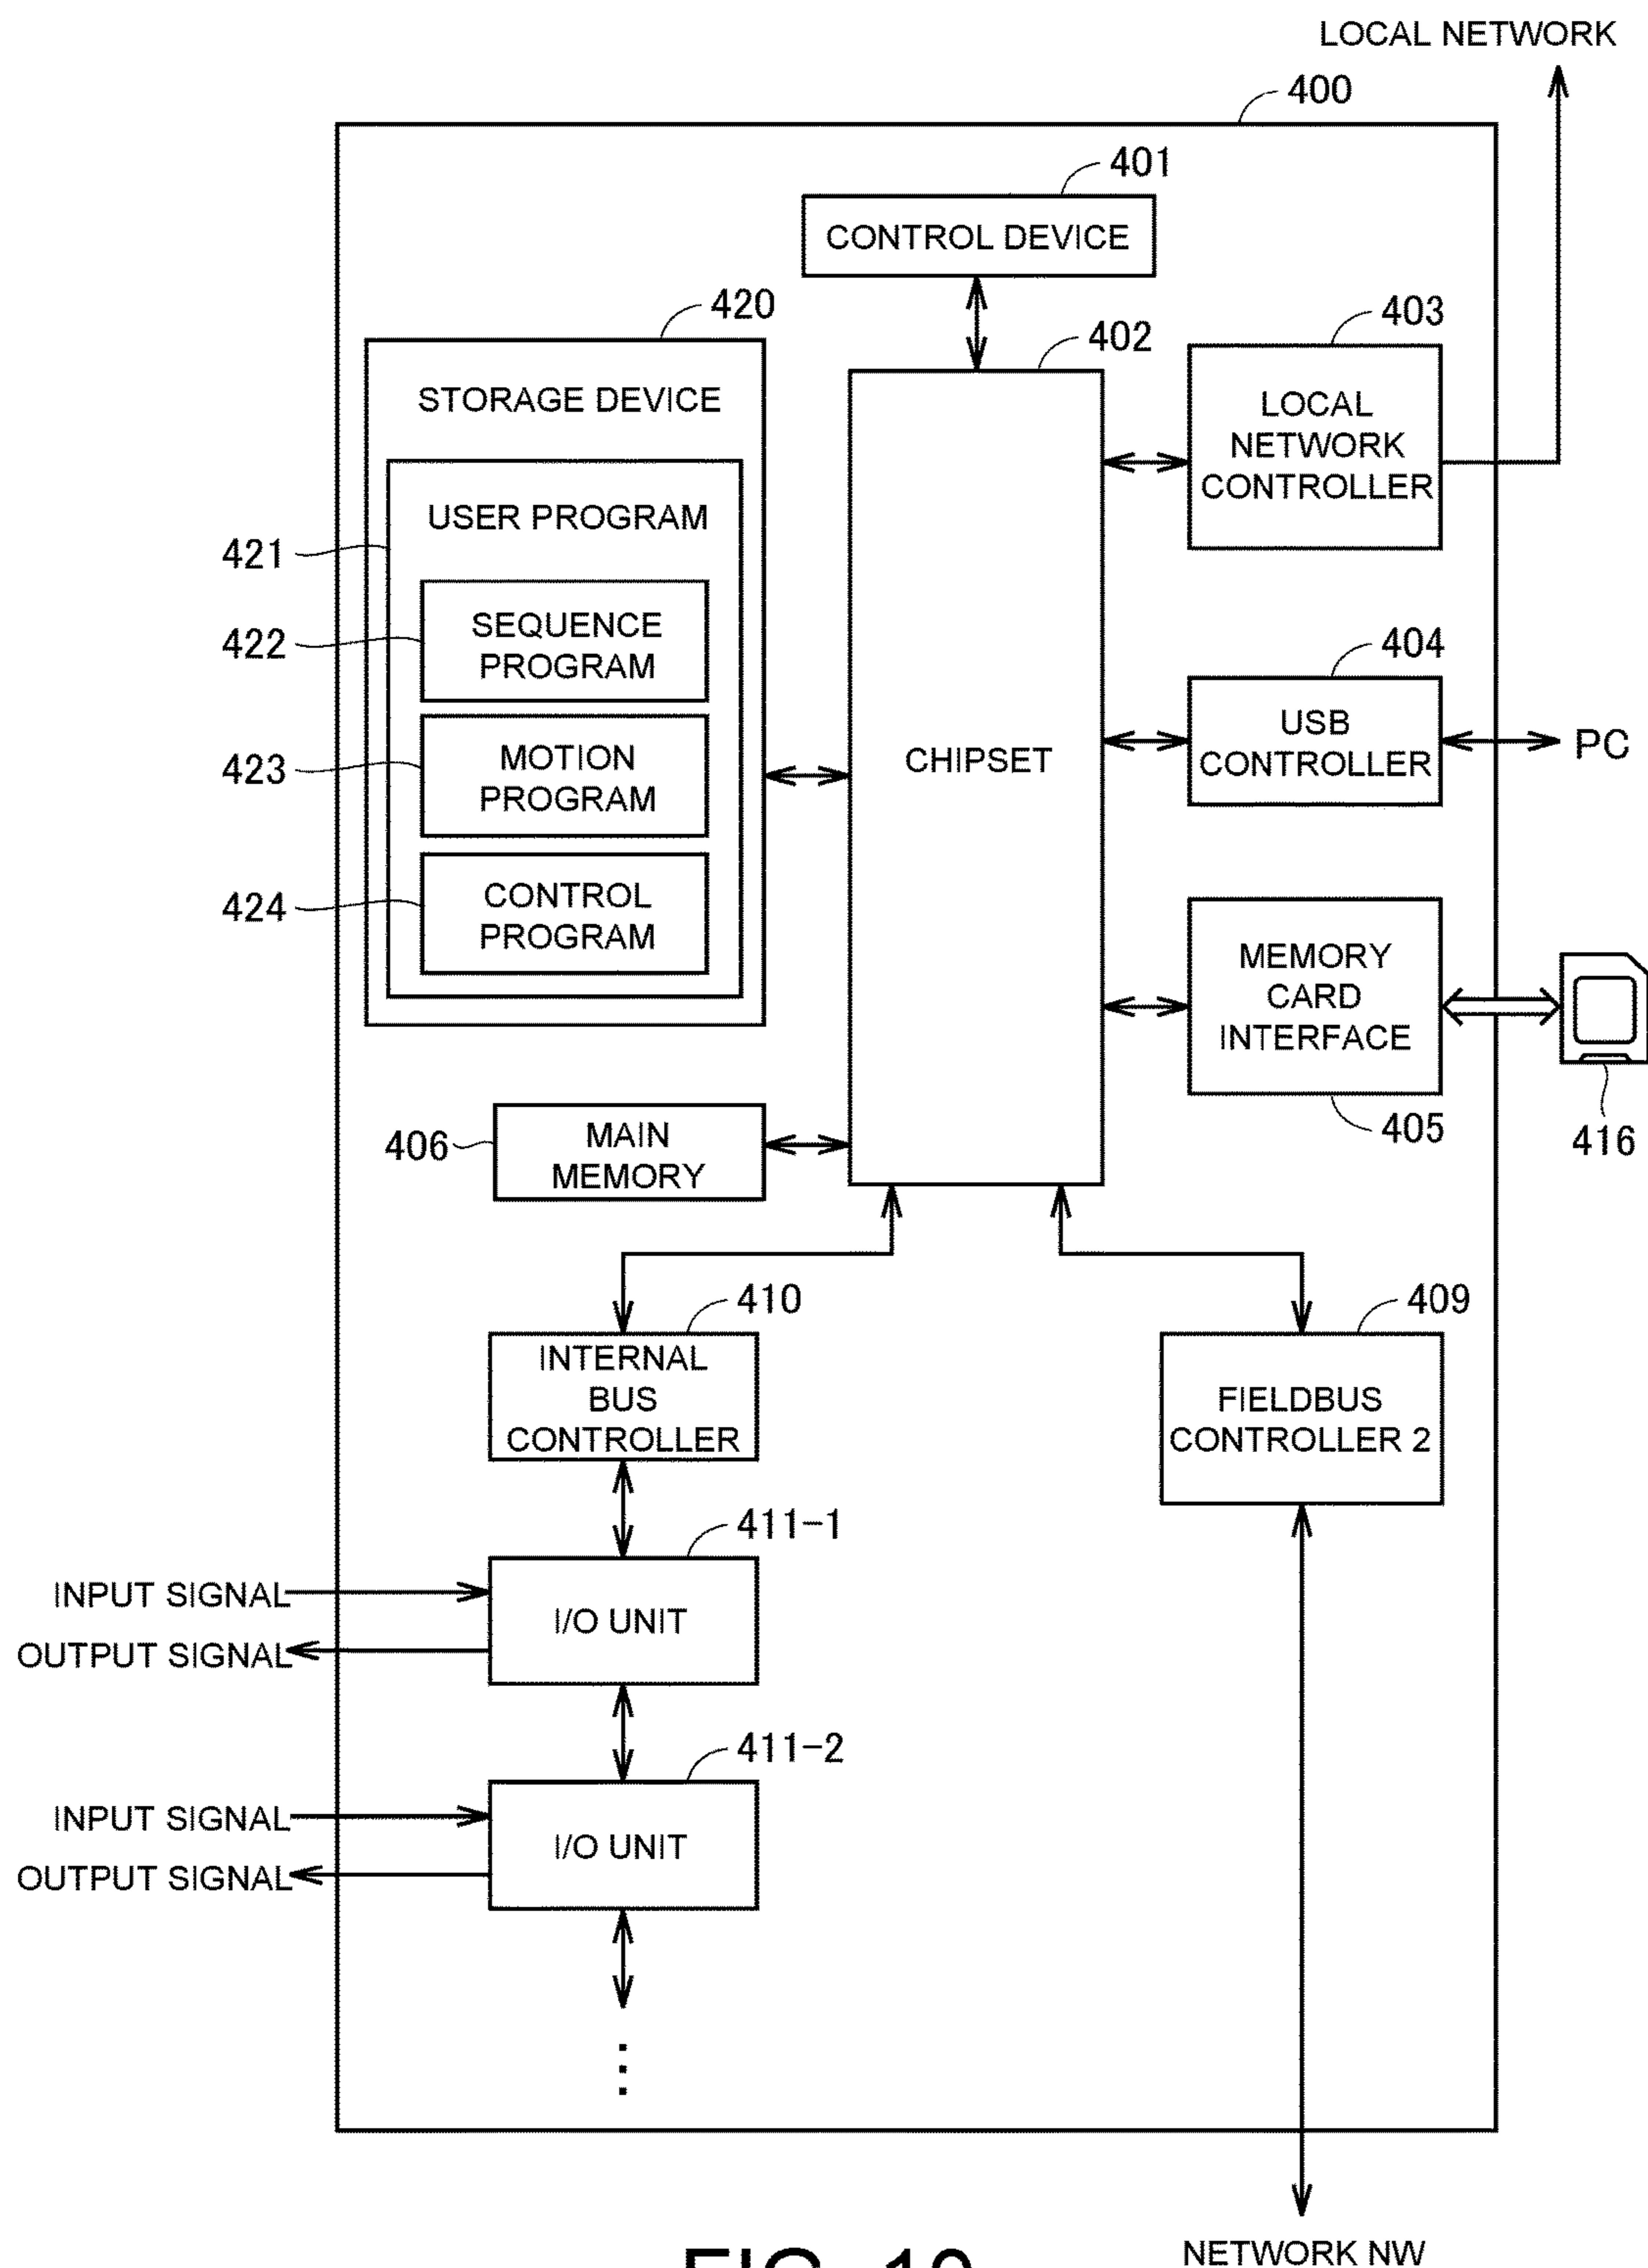 LOCAL NETWORK
400
401
CONTROL DEVICE
420
402
403
STORAGE DEVICE
LOCAL
NETWORK
CONTROLLER
USER PROGRAM
421
422
SEQUENCE
PROGRAM
404
423
MOTION
PROGRAM
CHIPSET
USB
CONTROLLER
PC
424
CONTROL
PROGRAM
MEMORY
CARD
INTERFACE
405
416
406
MAIN
MEMORY
410
409
INTERNAL
BUS
CONTROLLER
FIELDBUS
CONTROLLER 2
411-1
INPUT SIGNAL
I/O UNIT
OUTPUT SIGNAL
411-2
INPUT SIGNAL
I/O UNIT
OUTPUT SIGNAL
NETWORK NW